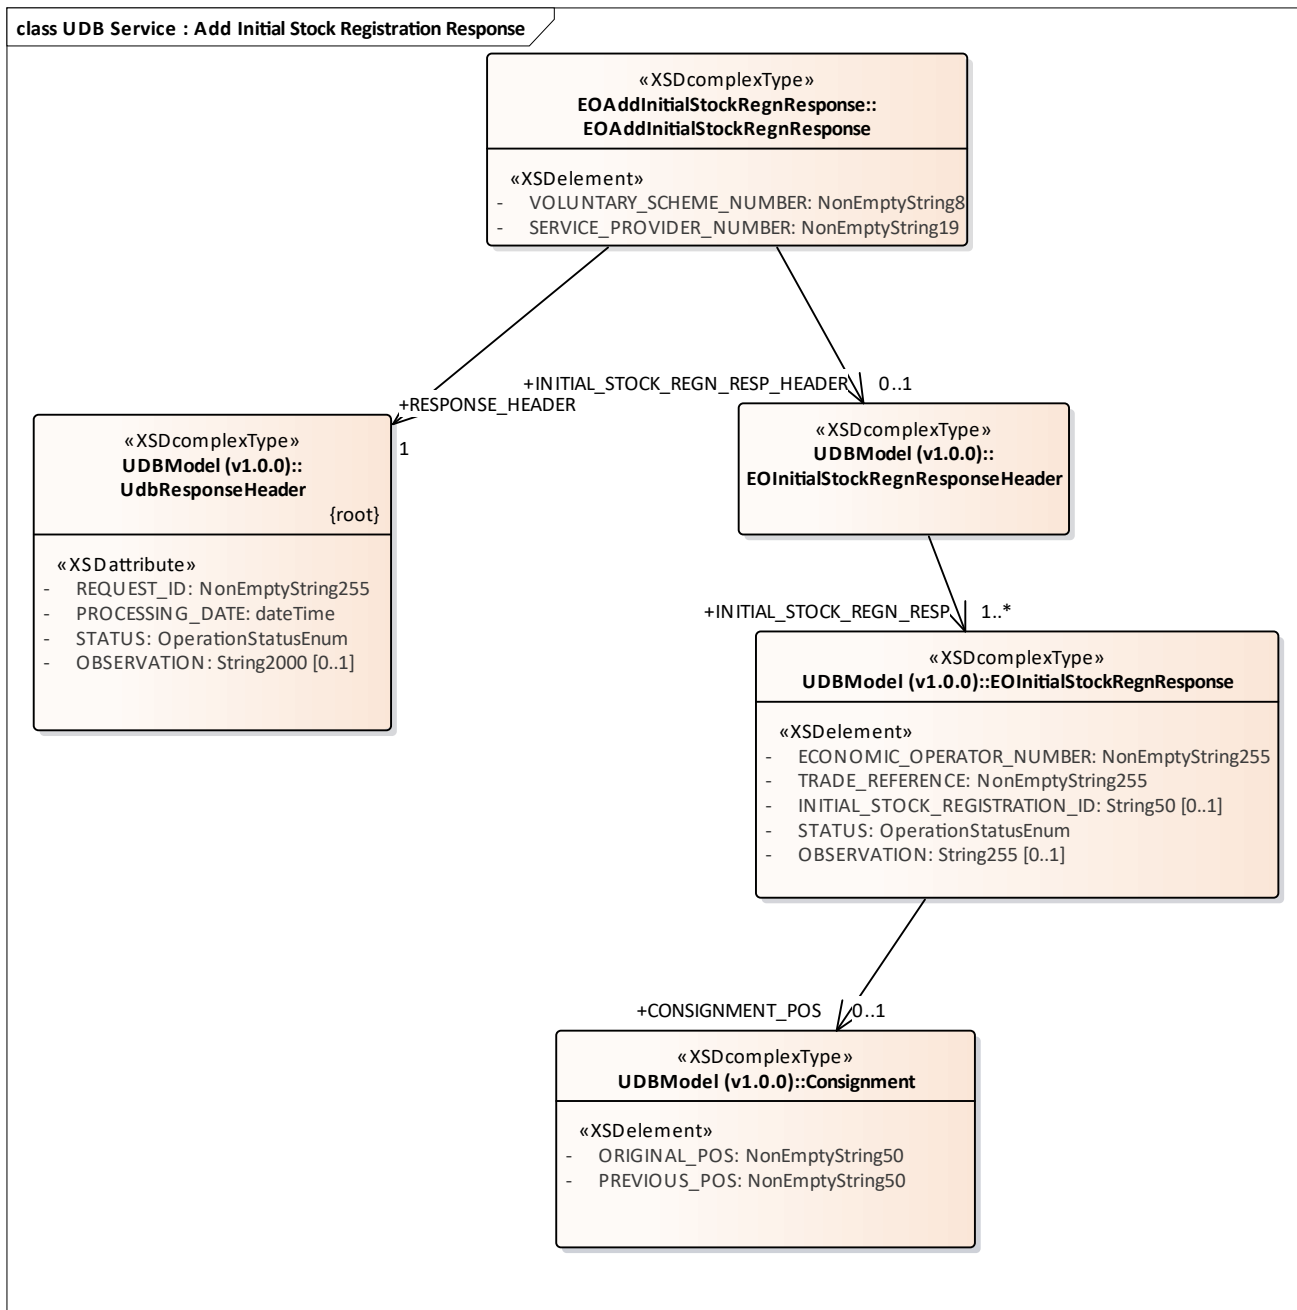 class UDB Service : Add Initial Stock Registration Response
«XSDcomplexType»
EOAddInitialStockRegnResponse::
EOAddInitialStockRegnResponse
«XSDelement»
- VOLUNTARY_SCHEME_NUMBER: NonEmptyString8
- SERVICE_PROVIDER_NUMBER: NonEmptyString19
+INITIAL_STOCK_REGN_RESP_HEADER 0..1
+RESPONSE_HEADER
1
«XSDcomplexType»
UDBModel (v1.0.0)::
UdbResponseHeader
{root}
«XSDattribute»
- REQUEST_ID: NonEmptyString255
- PROCESSING_DATE: dateTime
- STATUS: OperationStatusEnum
- OBSERVATION: String2000 [0..1]
«XSDcomplexType»
UDBModel (v1.0.0)::
EOInitialStockRegnResponseHeader
+INITIAL_STOCK_REGN_RESP 1..*
«XSDcomplexType»
UDBModel (v1.0.0)::EOInitialStockRegnResponse
«XSDelement»
- ECONOMIC_OPERATOR_NUMBER: NonEmptyString255
- TRADE_REFERENCE: NonEmptyString255
- INITIAL_STOCK_REGISTRATION_ID: String50 [0..1]
- STATUS: OperationStatusEnum
- OBSERVATION: String255 [0..1]
+CONSIGNMENT_POS 0..1
«XSDcomplexType»
UDBModel (v1.0.0)::Consignment
«XSDelement»
- ORIGINAL_POS: NonEmptyString50
- PREVIOUS_POS: NonEmptyString50